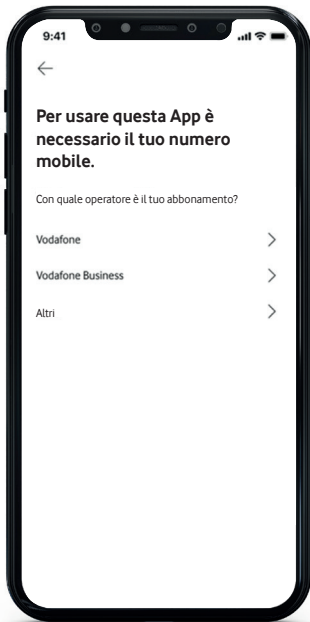 9:41
Per usare questa App è
necessario il tuo numero
mobile.
Con quale operatore è il tuo abbonamento?
Vodafone
Vodafone Business
Altri